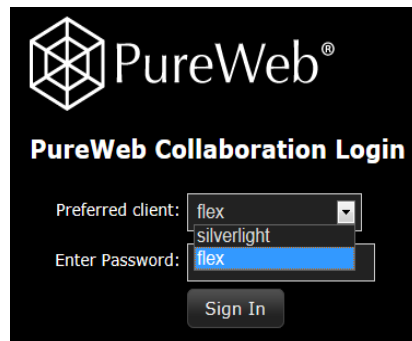 PureWeb®
PureWeb Collaboration Login
Preferred client: flex
silverlight
Enter Password: flex
Sign In